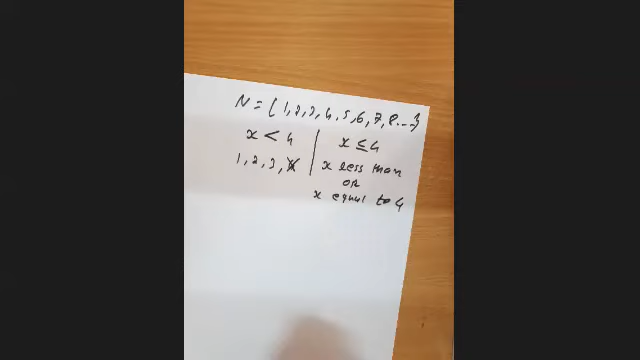 N = { 1, 2, 3, 4, 5, 6, 7, 8 ... }
x < 4 | x ≤ 4
1, 2, 3, 4 | x less than
OR
x equal to 4